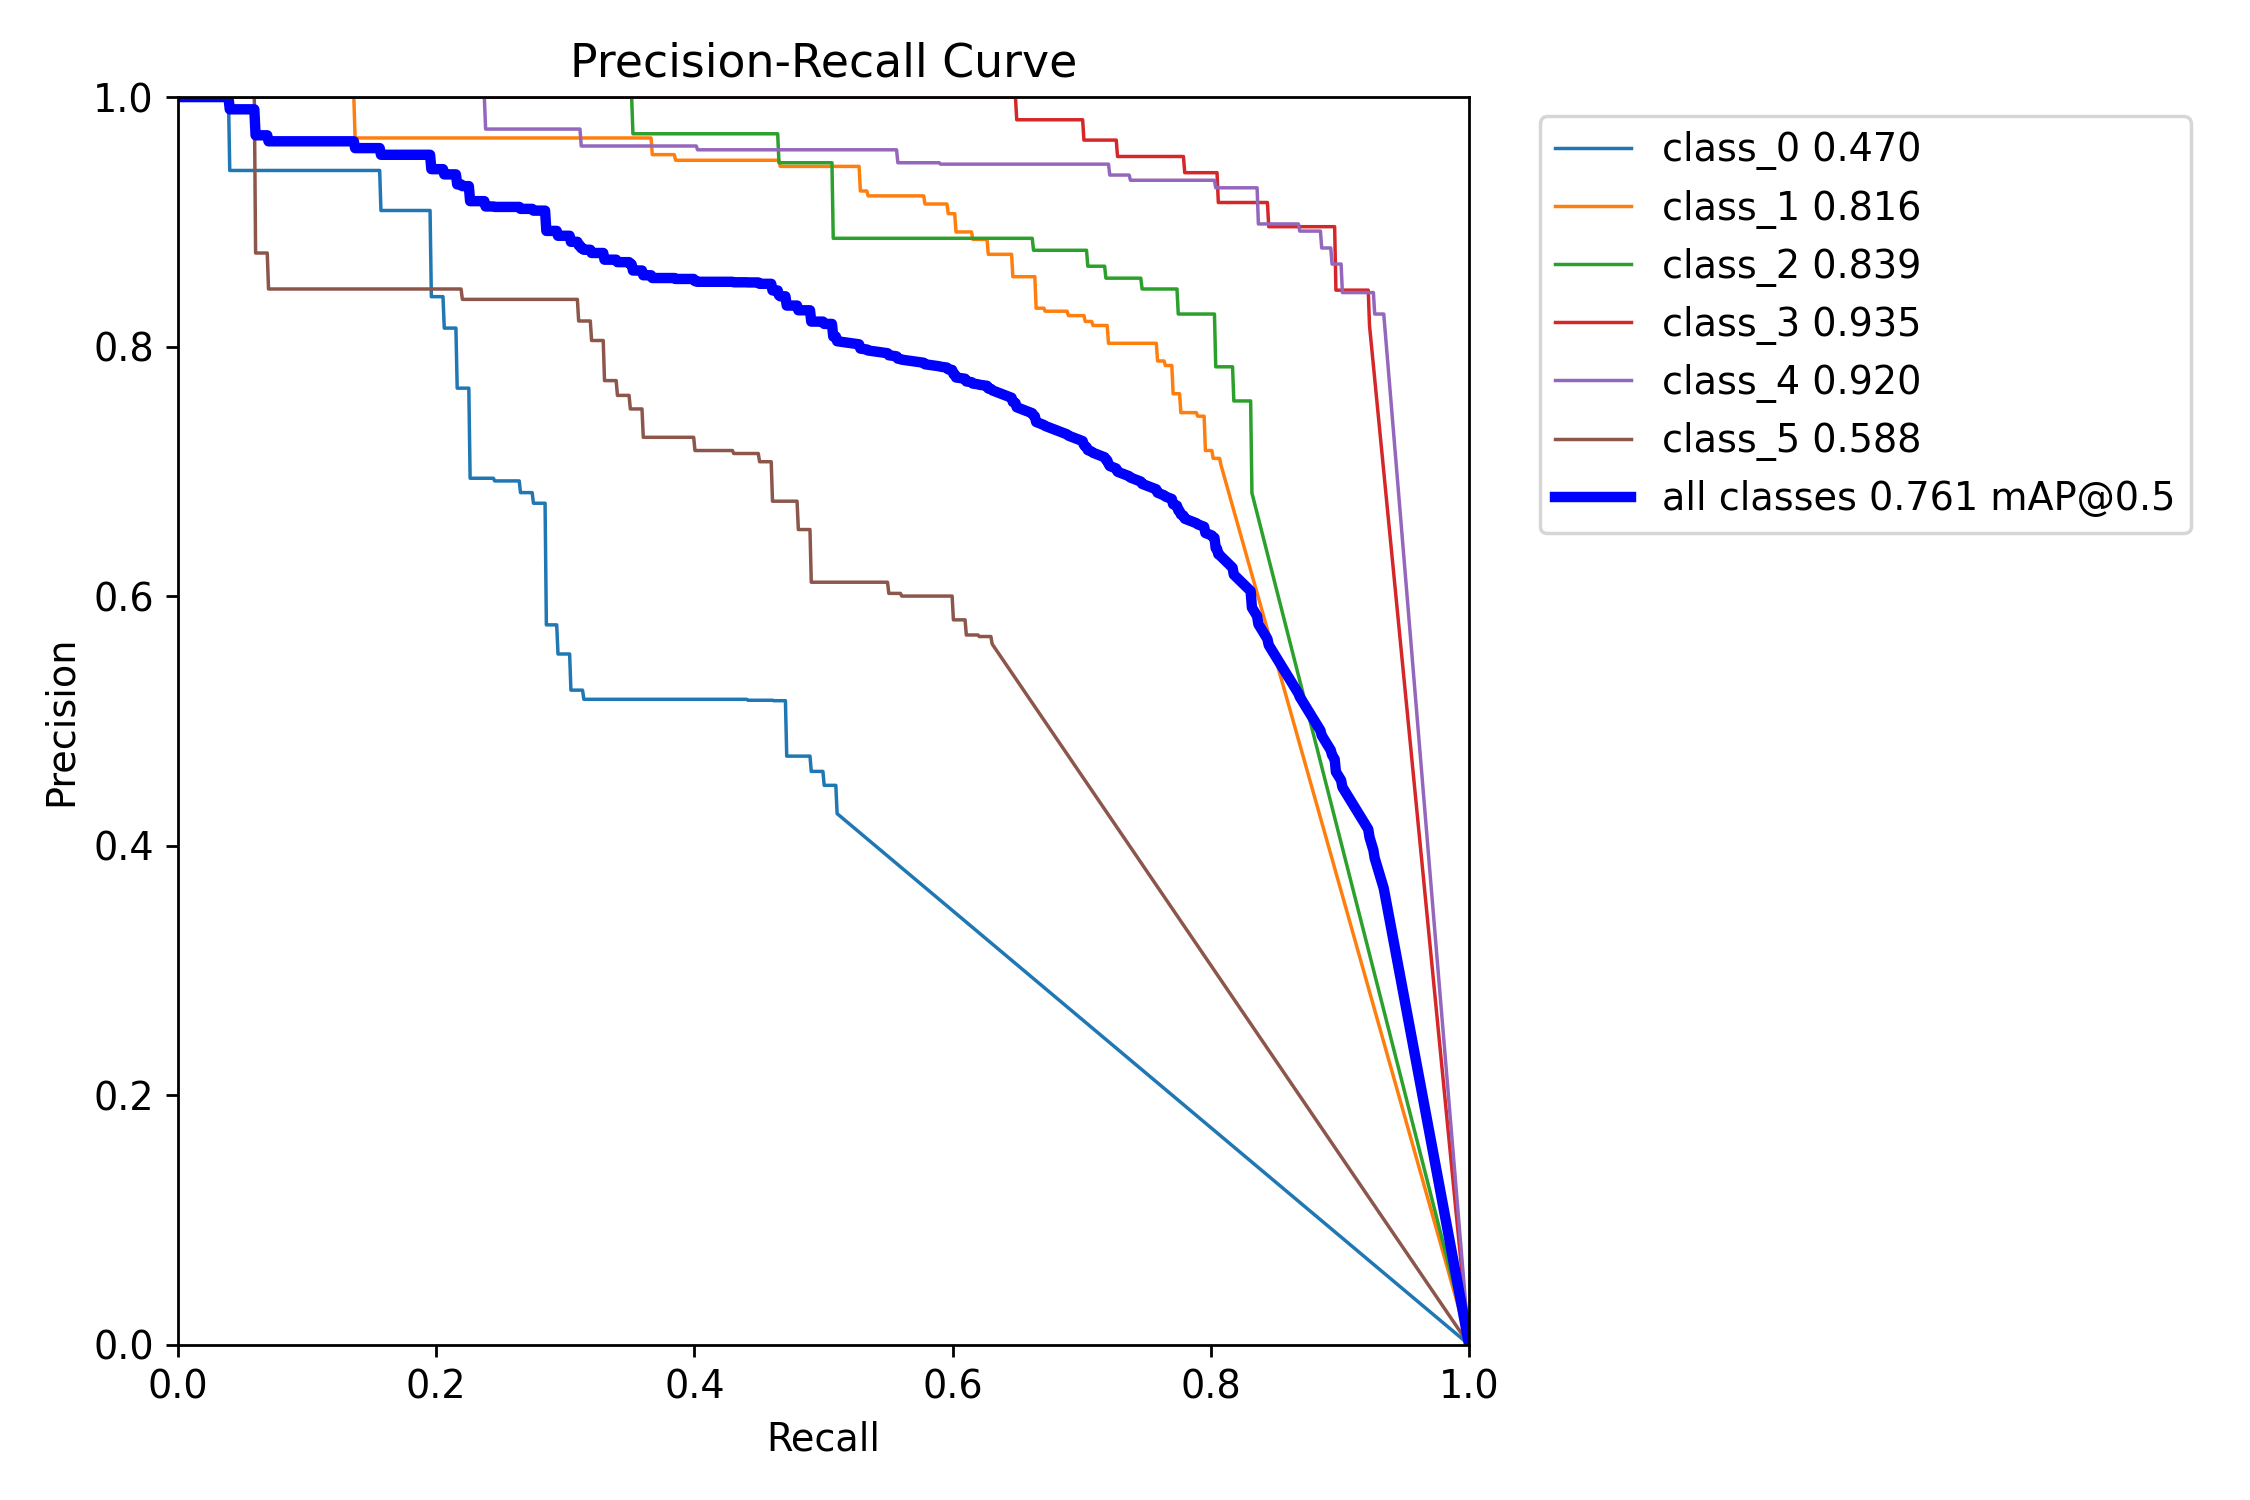 Precision-Recall Curve
1.0
0.8
0.6
0.4
0.2
0.0
Precision
0.0 0.2 0.4 0.6 0.8 1.0
Recall
class_0 0.470
class_1 0.816
class_2 0.839
class_3 0.935
class_4 0.920
class_5 0.588
all classes 0.761 mAP@0.5